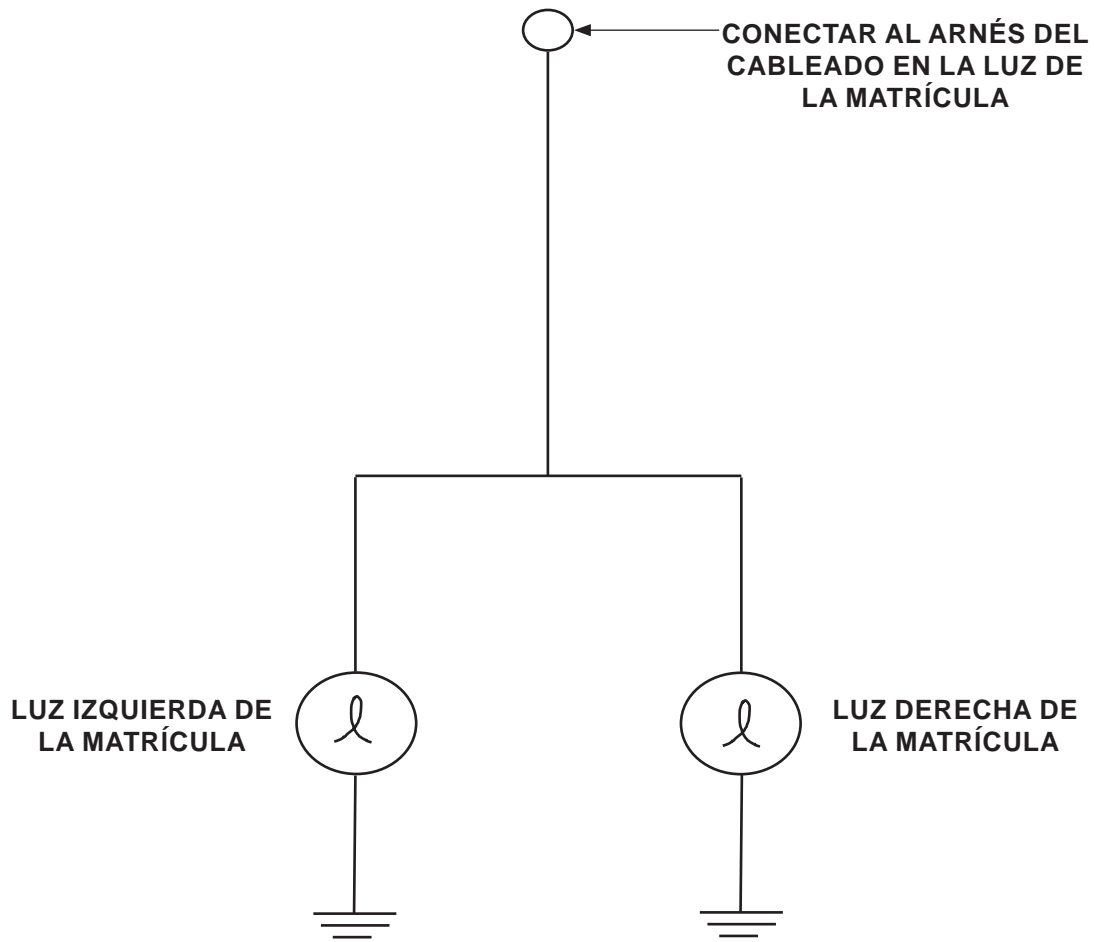 CONECTAR AL ARNÉS DEL
CABLEADO EN LA LUZ DE
LA MATRÍCULA
LUZ IZQUIERDA DE
LA MATRÍCULA
LUZ DERECHA DE
LA MATRÍCULA